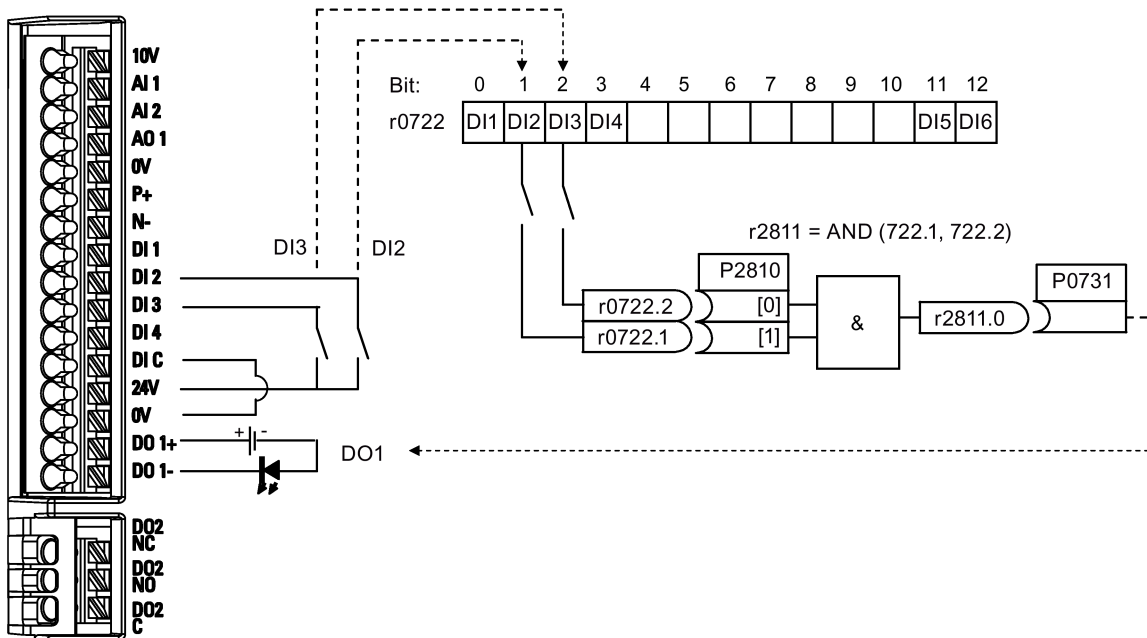 10V
AI 1
AI 2
AO 1
0V
P+
N-
DI 1
DI 2
DI 3
DI 4
DI C
24V
0V
DO 1+
DO 1-
DO2
NC
DO2
NO
DO2
C
DI3 DI2
+ -
DO1
Bit: 0 1 2 3 4 5 6 7 8 9 10 11 12
r0722 DI1 DI2 DI3 DI4 DI5 DI6
r2811 = AND (722.1, 722.2)
P2810
r0722.2 [0]
r0722.1 [1]
&
r2811.0
P0731